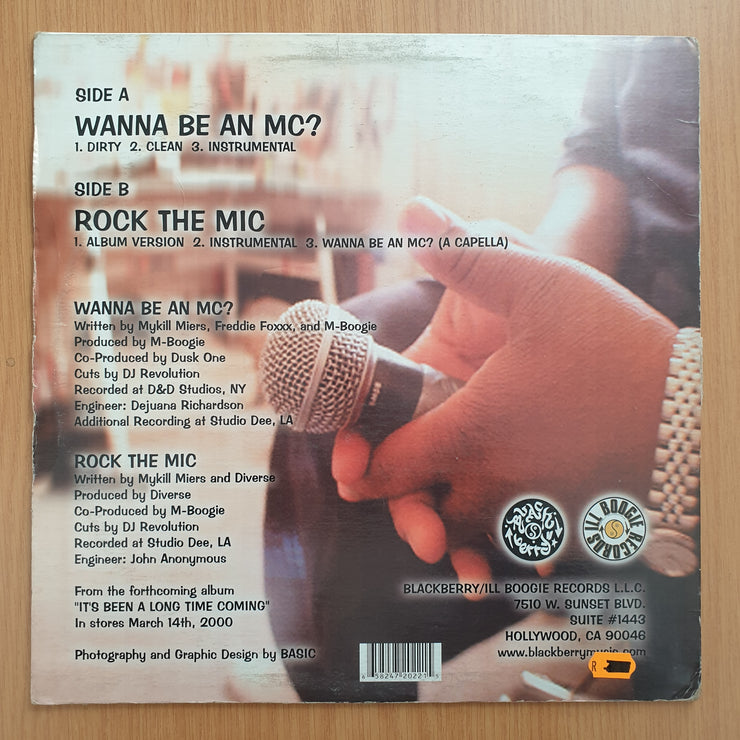 SIDE A
WANNA BE AN MC?
1. DIRTY 2. CLEAN 3. INSTRUMENTAL
SIDE B
ROCK THE MIC
1. ALBUM VERSION 2. INSTRUMENTAL 3. WANNA BE AN MC? (A CAPELLA)
WANNA BE AN MC?
Written by Mykill Miers, Freddie Foxxx, and M-Boogie
Produced by M-Boogie
Co-Produced by Dusk One
Cuts by DJ Revolution
Recorded at D&D Studios, NY
Engineer: Dejuana Richardson
Additional Recording at Studio Dee, LA
ROCK THE MIC
Written by Mykill Miers and Diverse
Produced by Diverse
Co-Produced by M-Boogie
Cuts by DJ Revolution
Recorded at Studio Dee, LA
Engineer: John Anonymous
From the forthcoming album
"IT'S BEEN A LONG TIME COMING"
In stores March 14th, 2000
Photography and Graphic Design by BASIC
Blackberry
ILL BOOGIE RECORDS
BLACKBERRY/ILL BOOGIE RECORDS L.L.C.
7510 W. SUNSET BLVD.
SUITE #1443
HOLLYWOOD, CA 90046
www.blackberrymusic.com
R
6 58247 20221 5